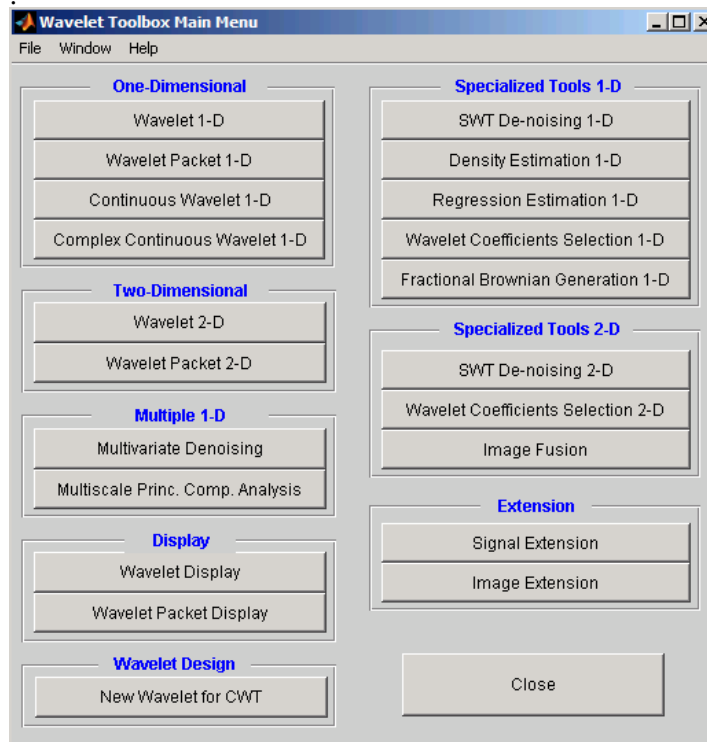 Wavelet Toolbox Main Menu
File Window Help
One-Dimensional
Wavelet 1-D
Wavelet Packet 1-D
Continuous Wavelet 1-D
Complex Continuous Wavelet 1-D
Two-Dimensional
Wavelet 2-D
Wavelet Packet 2-D
Multiple 1-D
Multivariate Denoising
Multiscale Princ. Comp. Analysis
Display
Wavelet Display
Wavelet Packet Display
Wavelet Design
New Wavelet for CWT
Specialized Tools 1-D
SWT De-noising 1-D
Density Estimation 1-D
Regression Estimation 1-D
Wavelet Coefficients Selection 1-D
Fractional Brownian Generation 1-D
Specialized Tools 2-D
SWT De-noising 2-D
Wavelet Coefficients Selection 2-D
Image Fusion
Extension
Signal Extension
Image Extension
Close